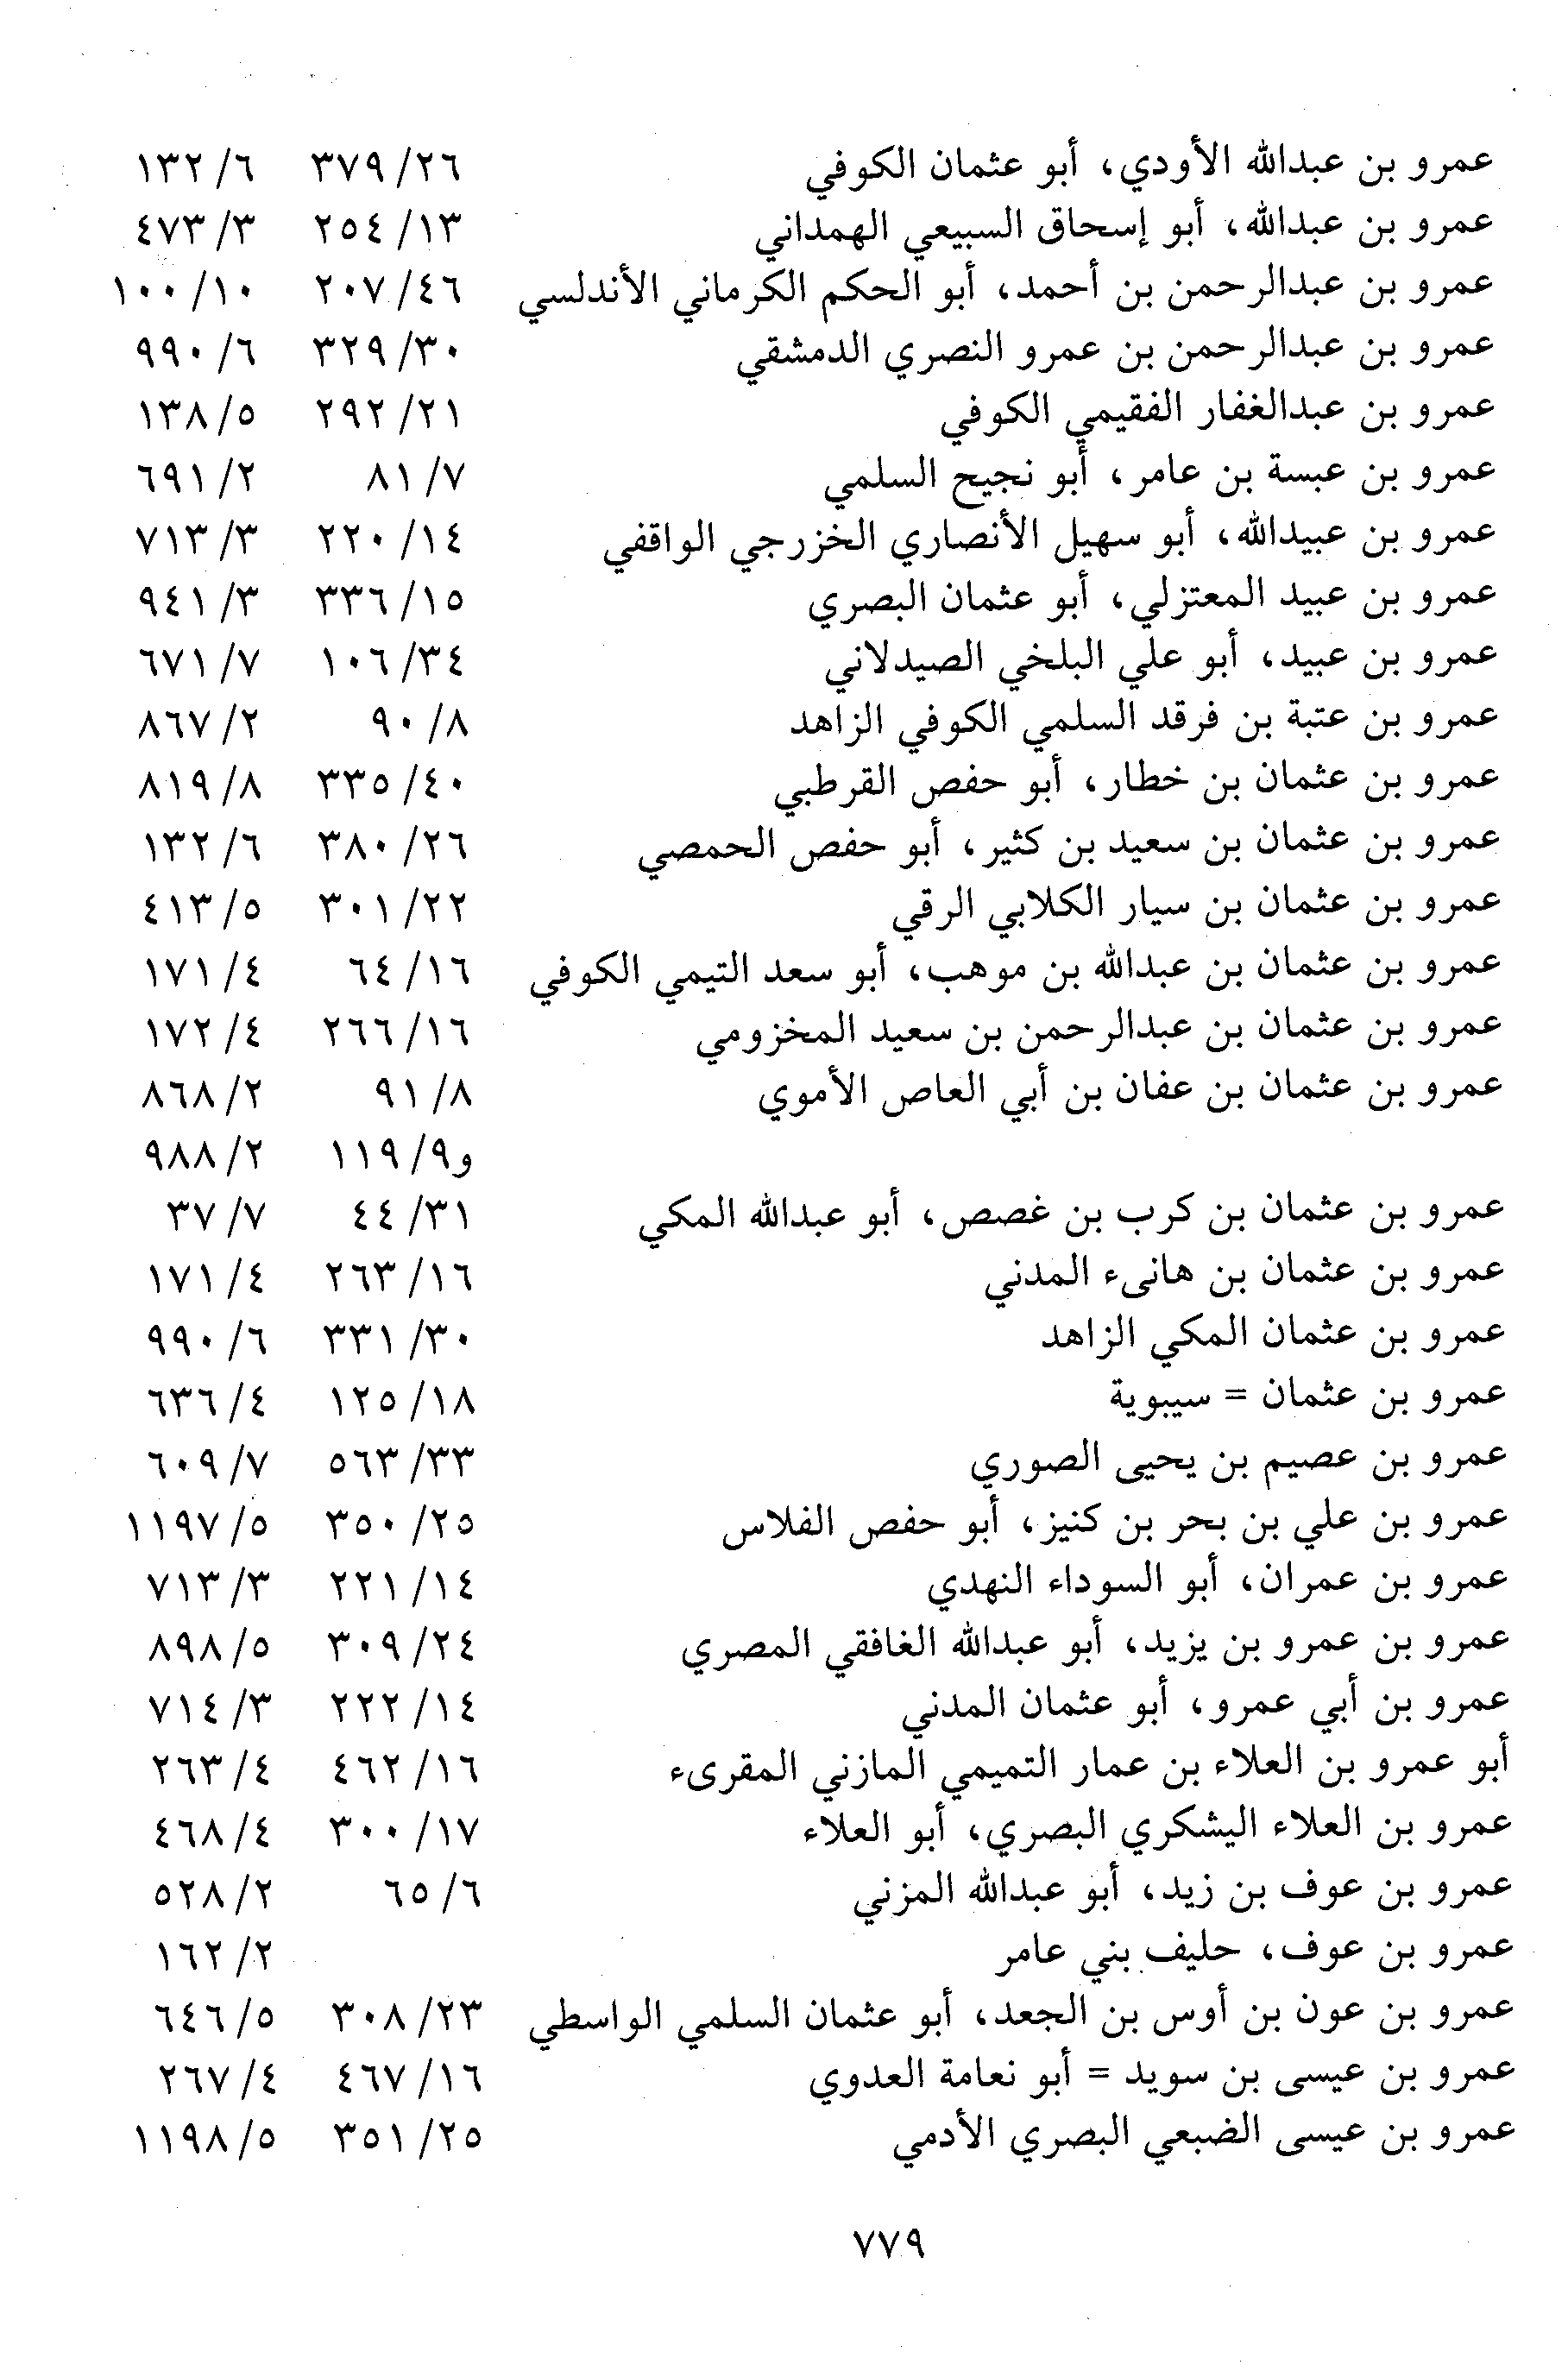 عمرو بن عبدالله الأودي، أبو عثمان الكوفي ٢٦/ ٣٧٩ ٦/ ١٣٢
عمرو بن عبدالله، أبو إسحاق السبيعي الهمداني ١٣/ ٢٥٤ ٣/ ٤٧٣
عمرو بن عبدالرحمن بن أحمد، أبو الحكم الكرماني الأندلسي ٤٦/ ٢٠٧ ١٠/ ١٠٠
عمرو بن عبدالرحمن بن عمرو النصري الدمشقي ٣٠/ ٣٢٩ ٦/ ٩٩٠
عمرو بن عبدالغفار الفقيمي الكوفي ٢١/ ٢٩٢ ٥/ ١٣٨
عمرو بن عبسة بن عامر، أبو نجيح السلمي ٧/ ٨١ ٢/ ٦٩١
عمرو بن عبيدالله، أبو سهيل الأنصاري الخزرجي الواقفي ١٤/ ٢٢٠ ٣/ ٧١٣
عمرو بن عبيد المعتزلي، أبو عثمان البصري ١٥/ ٣٣٦ ٣/ ٩٤١
عمرو بن عبيد، أبو علي البلخي الصيدلاني ٣٤/ ١٠٦ ٧/ ٦٧١
عمرو بن عتبة بن فرقد السلمي الكوفي الزاهد ٨/ ٩٠ ٢/ ٨٦٧
عمرو بن عثمان بن خطار، أبو حفص القرطبي ٤٠/ ٣٣٥ ٨/ ٨١٩
عمرو بن عثمان بن سعيد بن كثير، أبو حفص الحمصي ٢٦/ ٣٨٠ ٦/ ١٣٢
عمرو بن عثمان بن سيار الكلابي الرقي ٢٢/ ٣٠١ ٥/ ٤١٣
عمرو بن عثمان بن عبدالله بن موهب، أبو سعد التيمي الكوفي ١٦/ ٦٤ ٤/ ١٧١
عمرو بن عثمان بن عبدالرحمن بن سعيد المخزومي ١٦/ ٢٦٦ ٤/ ١٧٢
عمرو بن عثمان بن عفان بن أبي العاص الأموي ٨/ ٩١ ٢/ ٨٦٨
و٩/ ١١٩ ٢/ ٩٨٨
عمرو بن عثمان بن كرب بن غصص، أبو عبدالله المكي ٣١/ ٤٤ ٧/ ٣٧
عمرو بن عثمان بن هانىء المدني ١٦/ ٢٦٣ ٤/ ١٧١
عمرو بن عثمان المكي الزاهد ٣٠/ ٣٣١ ٦/ ٩٩٠
عمرو بن عثمان = سيبوية ١٨/ ١٢٥ ٤/ ٦٣٦
عمرو بن عصيم بن يحيى الصوري ٣٣/ ٥٦٣ ٧/ ٦٠٩
عمرو بن علي بن بحر بن كنيز، أبو حفص الفلاس ٢٥/ ٣٥٠ ٥/ ١١٩٧
عمرو بن عمران، أبو السوداء النهدي ١٤/ ٢٢١ ٣/ ٧١٣
عمرو بن عمرو بن يزيد، أبو عبدالله الغافقي المصري ٢٤/ ٣٠٩ ٥/ ٨٩٨
عمرو بن أبي عمرو، أبو عثمان المدني ١٤/ ٢٢٢ ٣/ ٧١٤
أبو عمرو بن العلاء بن عمار التميمي المازني المقرىء ١٦/ ٤٦٢ ٤/ ٢٦٣
عمرو بن العلاء اليشكري البصري، أبو العلاء ١٧/ ٣٠٠ ٤/ ٤٦٨
عمرو بن عوف بن زيد، أبو عبدالله المزني ٦/ ٦٥ ٢/ ٥٢٨
عمرو بن عوف، حليف بني عامر ٢/ ١٦٢
عمرو بن عون بن أوس بن الجعد، أبو عثمان السلمي الواسطي ٢٣/ ٣٠٨ ٥/ ٦٤٦
عمرو بن عيسى بن سويد = أبو نعامة العدوي ١٦/ ٤٦٧ ٤/ ٢٦٧
عمرو بن عيسى الضبعي البصري الأدمي ٢٥/ ٣٥١ ٥/ ١١٩٨
٧٧٩